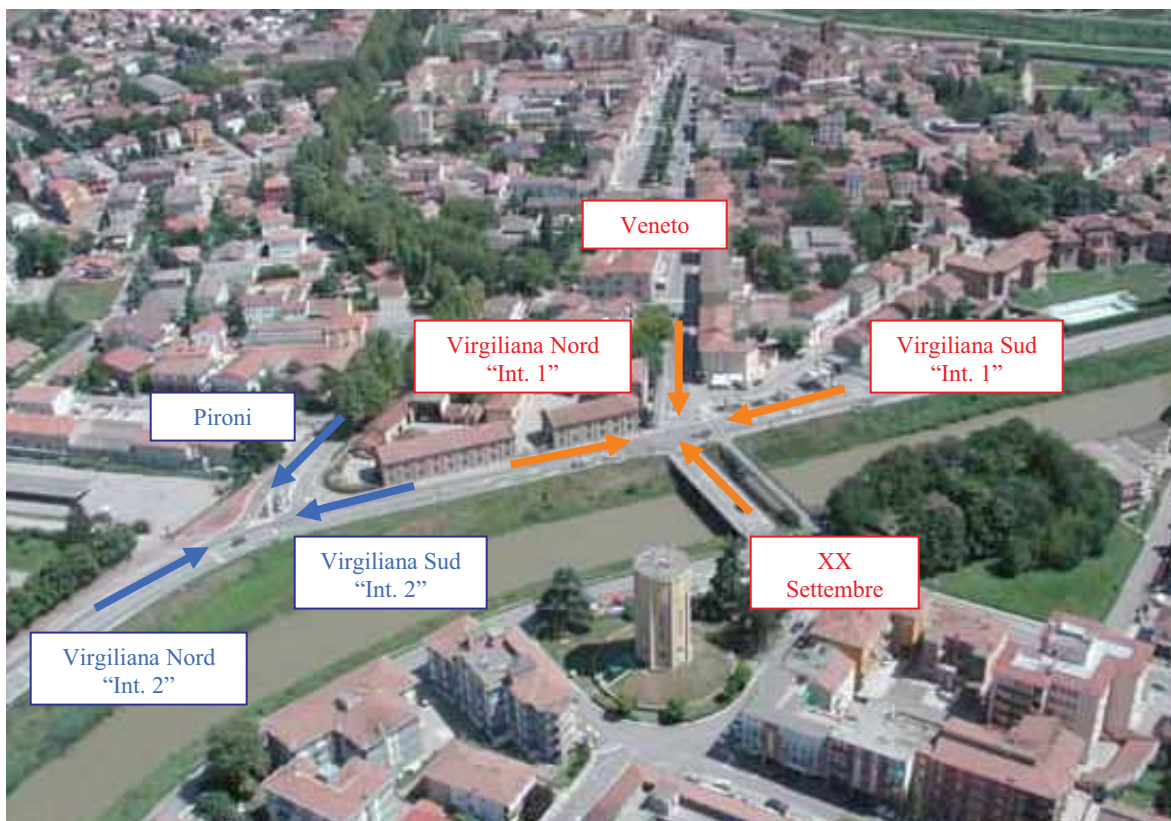 Veneto
Virgiliana Nord
“Int. 1”
Virgiliana Sud
“Int. 1”
Pironi
Virgiliana Sud
“Int. 2”
XX
Settembre
Virgiliana Nord
“Int. 2”